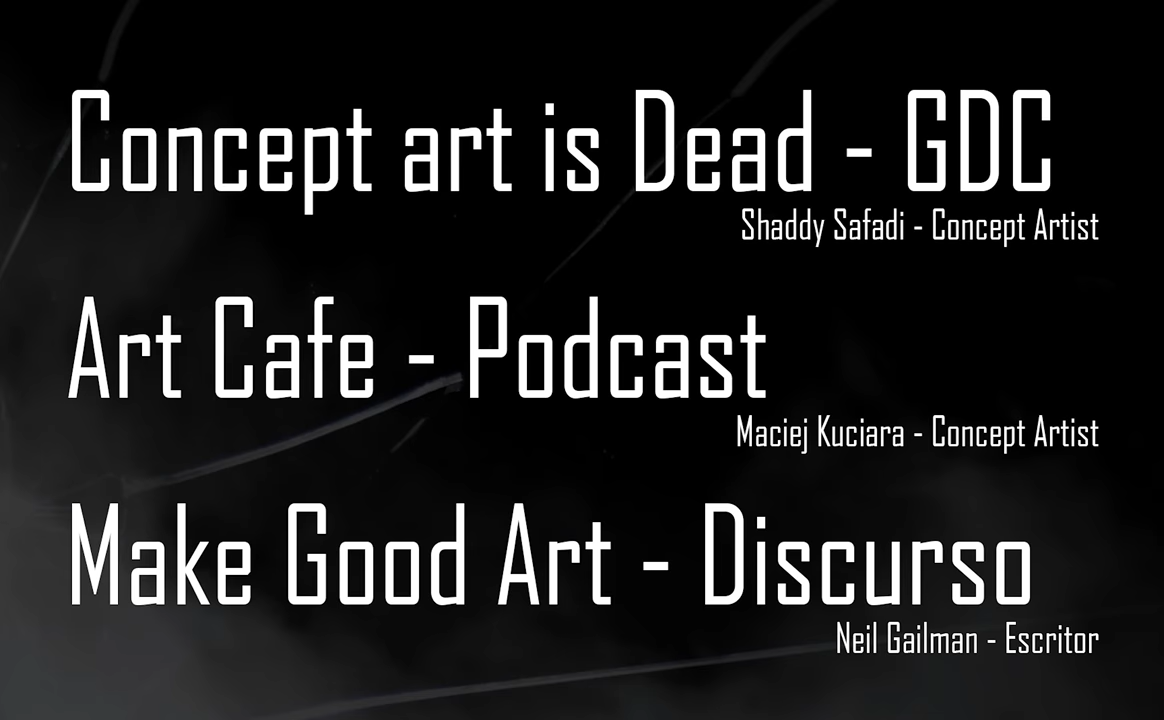 Concept art is Dead - GDC
Shaddy Safadi - Concept Artist
Art Cafe - Podcast
Maciej Kuciara - Concept Artist
Make Good Art - Discurso
Neil Gailman - Escritor